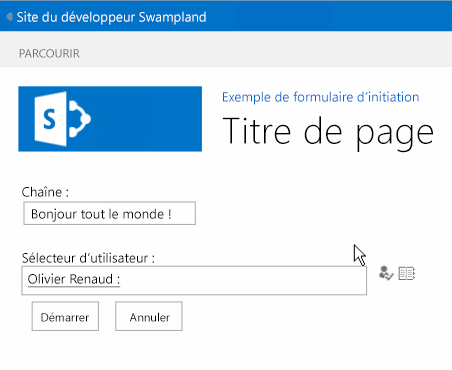 Site du développeur Swampland
PARCOURIR
S
Exemple de formulaire d'initiation
Titre de page
Chaîne :
Bonjour tout le monde !
Sélecteur d'utilisateur :
Olivier Renaud :
Démarrer Annuler